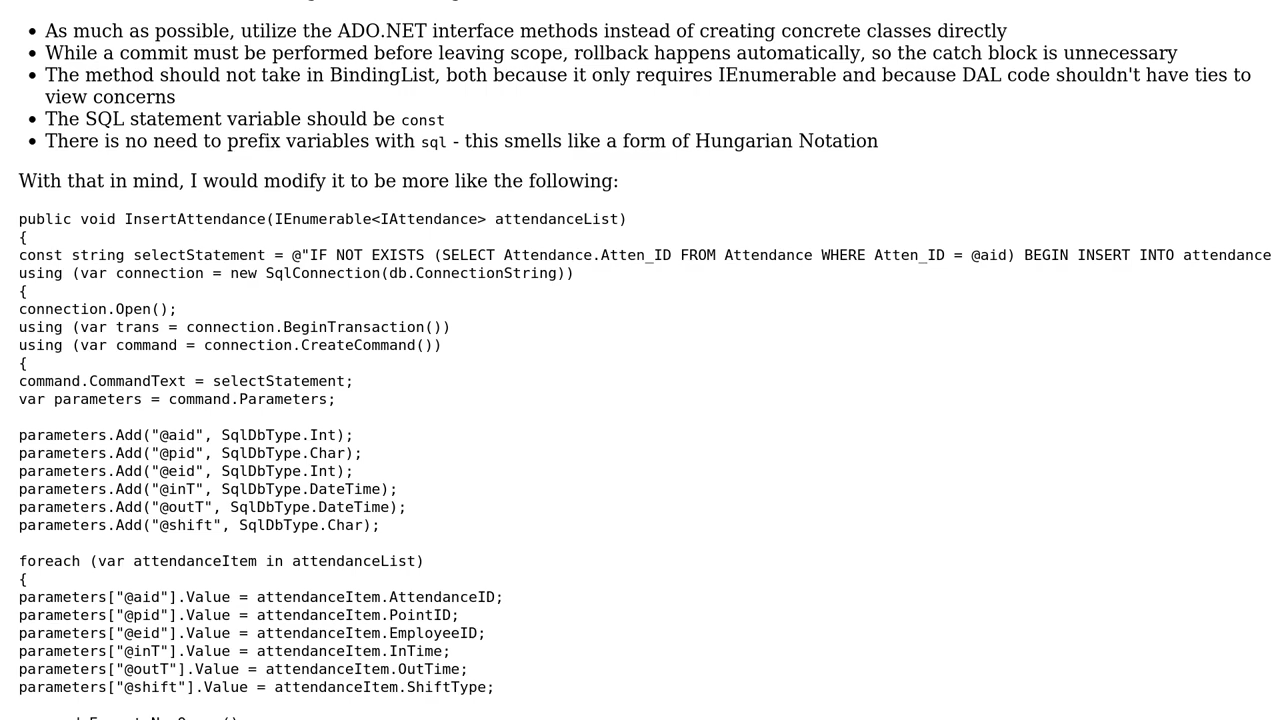 As much as possible, utilize the ADO.NET interface methods instead of creating concrete classes directly
While a commit must be performed before leaving scope, rollback happens automatically, so the catch block is unnecessary
The method should not take in BindingList, both because it only requires IEnumerable and because DAL code shouldn't have ties to
view concerns
The SQL statement variable should be const
There is no need to prefix variables with sql - this smells like a form of Hungarian Notation
With that in mind, I would modify it to be more like the following:
public void InsertAttendance(IEnumerable<IAttendance> attendanceList)
{
const string selectStatement = @"IF NOT EXISTS (SELECT Attendance.Atten_ID FROM Attendance WHERE Atten_ID = @aid) BEGIN INSERT INTO attendance
using (var connection = new SqlConnection(db.ConnectionString))
{
connection.Open();
using (var trans = connection.BeginTransaction())
using (var command = connection.CreateCommand())
{
command.CommandText = selectStatement;
var parameters = command.Parameters;
parameters.Add("@aid", SqlDbType.Int);
parameters.Add("@pid", SqlDbType.Char);
parameters.Add("@eid", SqlDbType.Int);
parameters.Add("@inT", SqlDbType.DateTime);
parameters.Add("@outT", SqlDbType.DateTime);
parameters.Add("@shift", SqlDbType.Char);
foreach (var attendanceItem in attendanceList)
{
parameters["@aid"].Value = attendanceItem.AttendanceID;
parameters["@pid"].Value = attendanceItem.PointID;
parameters["@eid"].Value = attendanceItem.EmployeeID;
parameters["@inT"].Value = attendanceItem.InTime;
parameters["@outT"].Value = attendanceItem.OutTime;
parameters["@shift"].Value = attendanceItem.ShiftType;